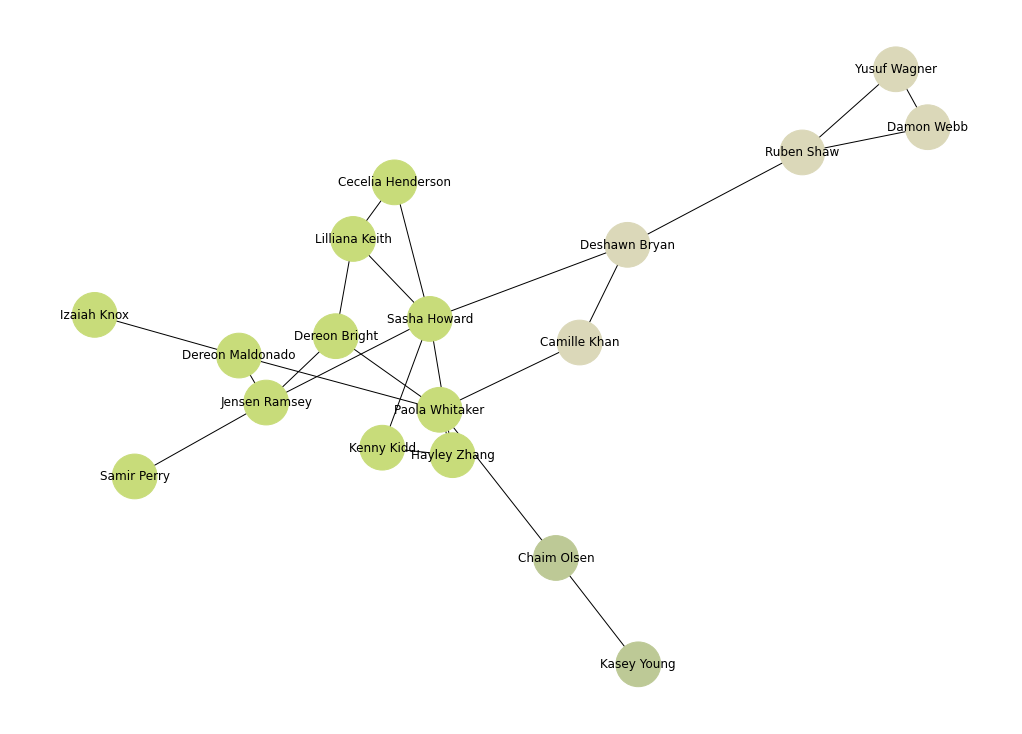 Yusuf Wagner
Damon Webb
Ruben Shaw
Cecelia Henderson
Lilliana Keith
Deshawn Bryan
Izaiah Knox
Sasha Howard
Dereon Bright
Camille Khan
Dereon Maldonado
Jensen Ramsey
Paola Whitaker
Kenny Kidd
Hayley Zhang
Samir Perry
Chaim Olsen
Kasey Young